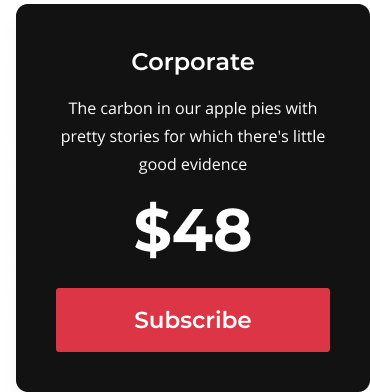 Corporate
The carbon in our apple pies with
pretty stories for which there's little
good evidence
$48
Subscribe